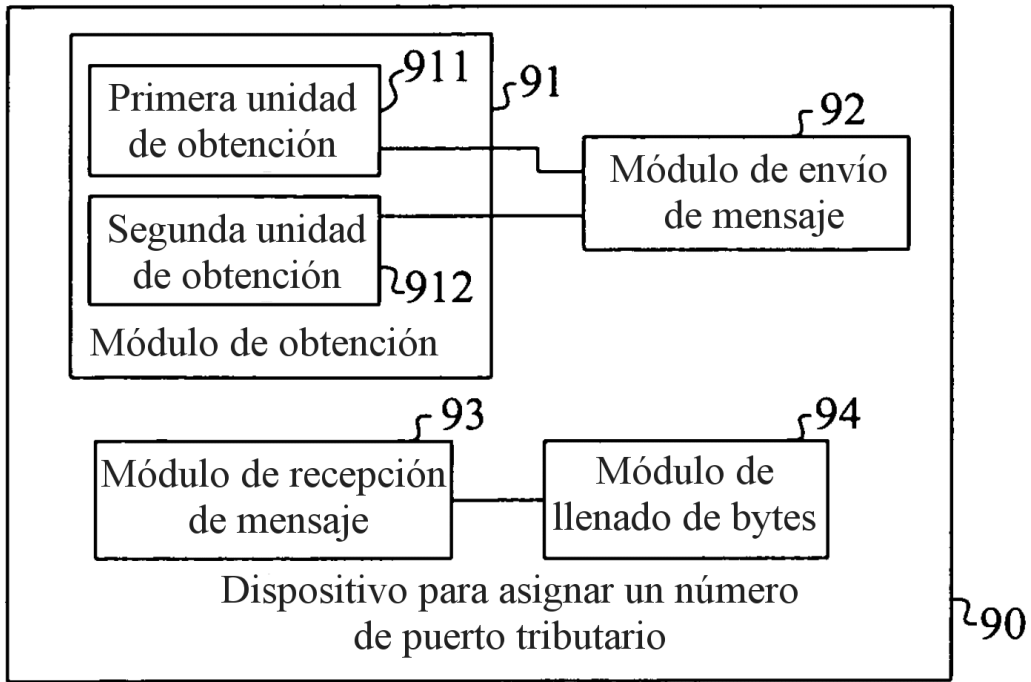 911
91
Primera unidad
de obtención
92
Módulo de envío
de mensaje
Segunda unidad
de obtención
912
Módulo de obtención
93
94
Módulo de recepción
de mensaje
Módulo de
llenado de bytes
Dispositivo para asignar un número
de puerto tributario
90